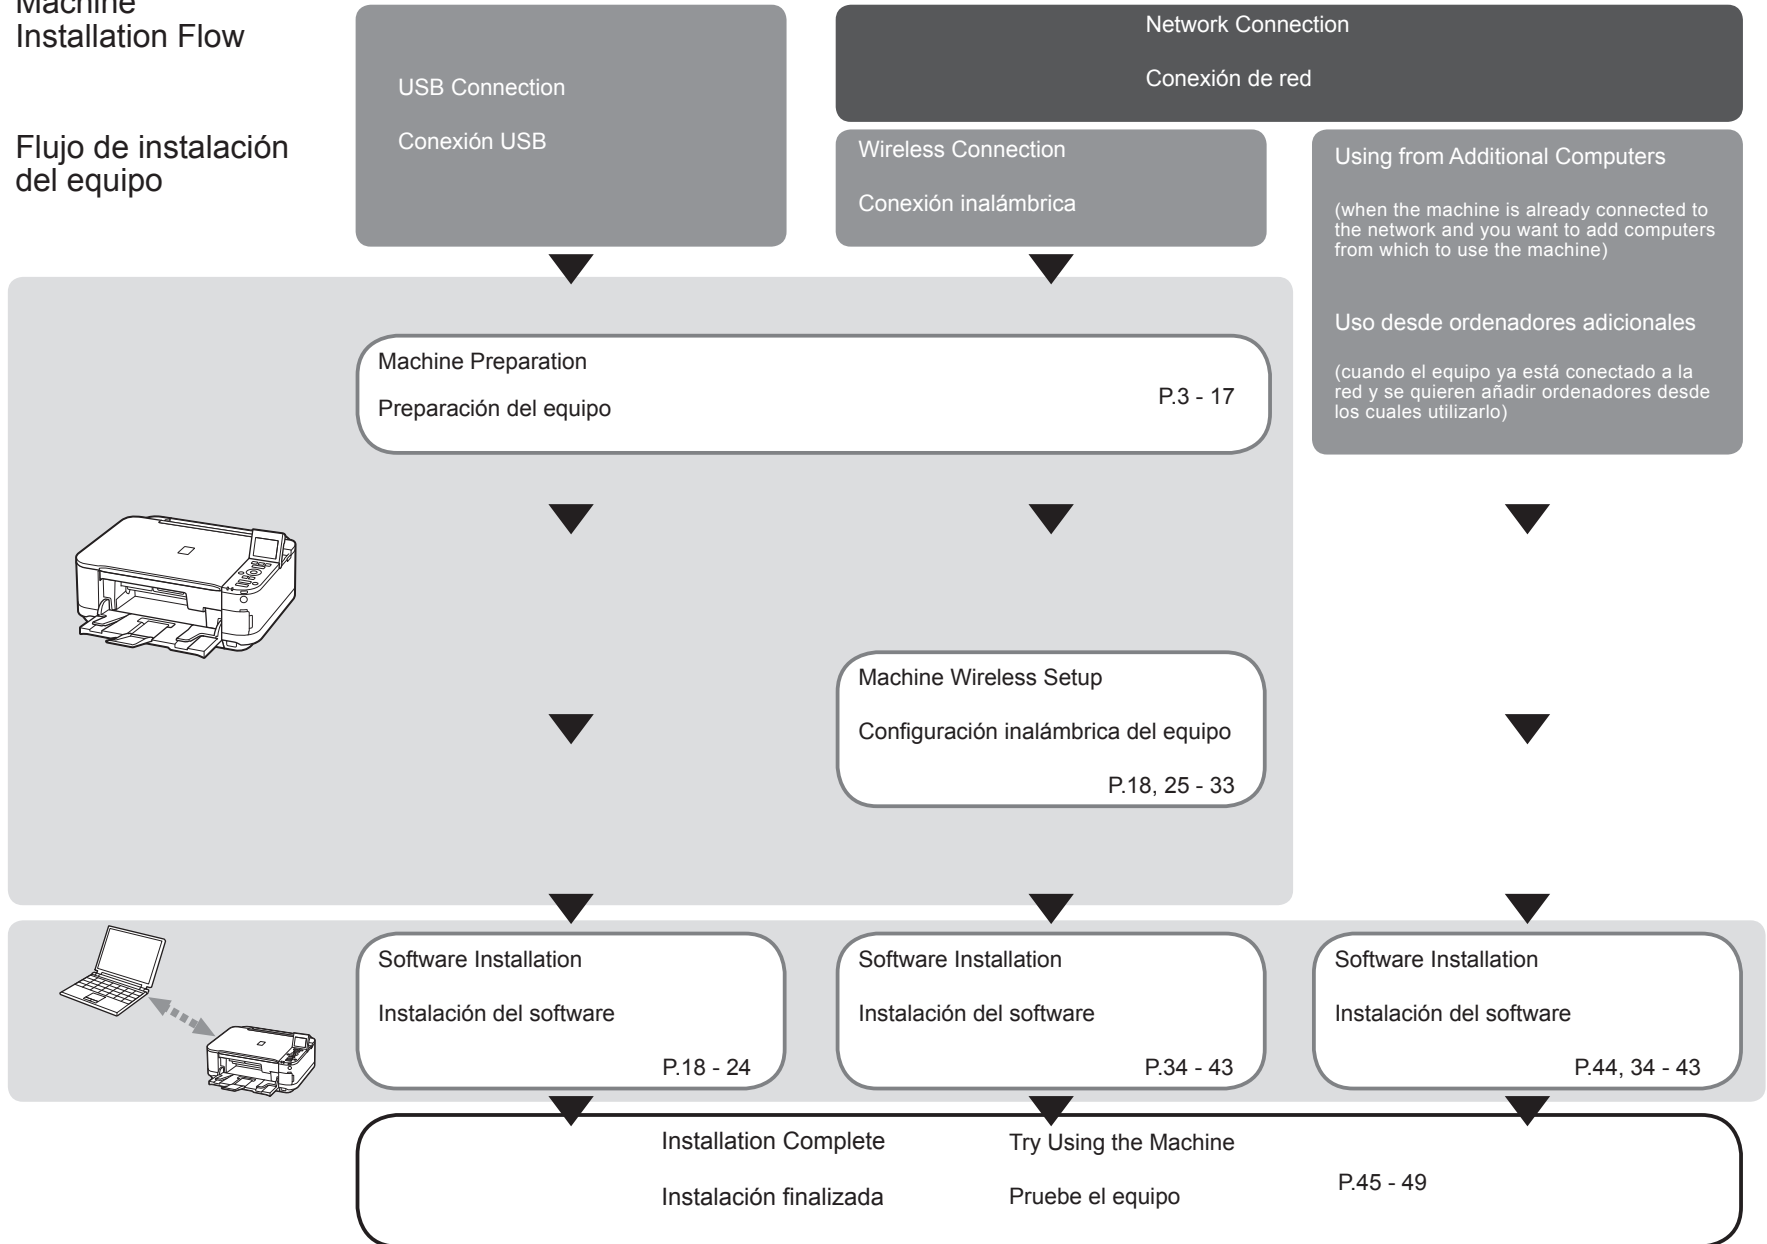 Machine
Installation Flow
Flujo de instalación
del equipo
USB Connection
Conexión USB
Network Connection
Conexión de red
Wireless Connection
Conexión inalámbrica
Using from Additional Computers
(when the machine is already connected to
the network and you want to add computers
from which to use the machine)
Uso desde ordenadores adicionales
(cuando el equipo ya está conectado a la
red y se quieren añadir ordenadores desde
los cuales utilizarlo)
Machine Preparation
Preparación del equipo
P.3 - 17
Machine Wireless Setup
Configuración inalámbrica del equipo
P.18, 25 - 33
Software Installation
Instalación del software
P.18 - 24
Software Installation
Instalación del software
P.34 - 43
Software Installation
Instalación del software
P.44, 34 - 43
Installation Complete
Instalación finalizada
Try Using the Machine
Pruebe el equipo
P.45 - 49